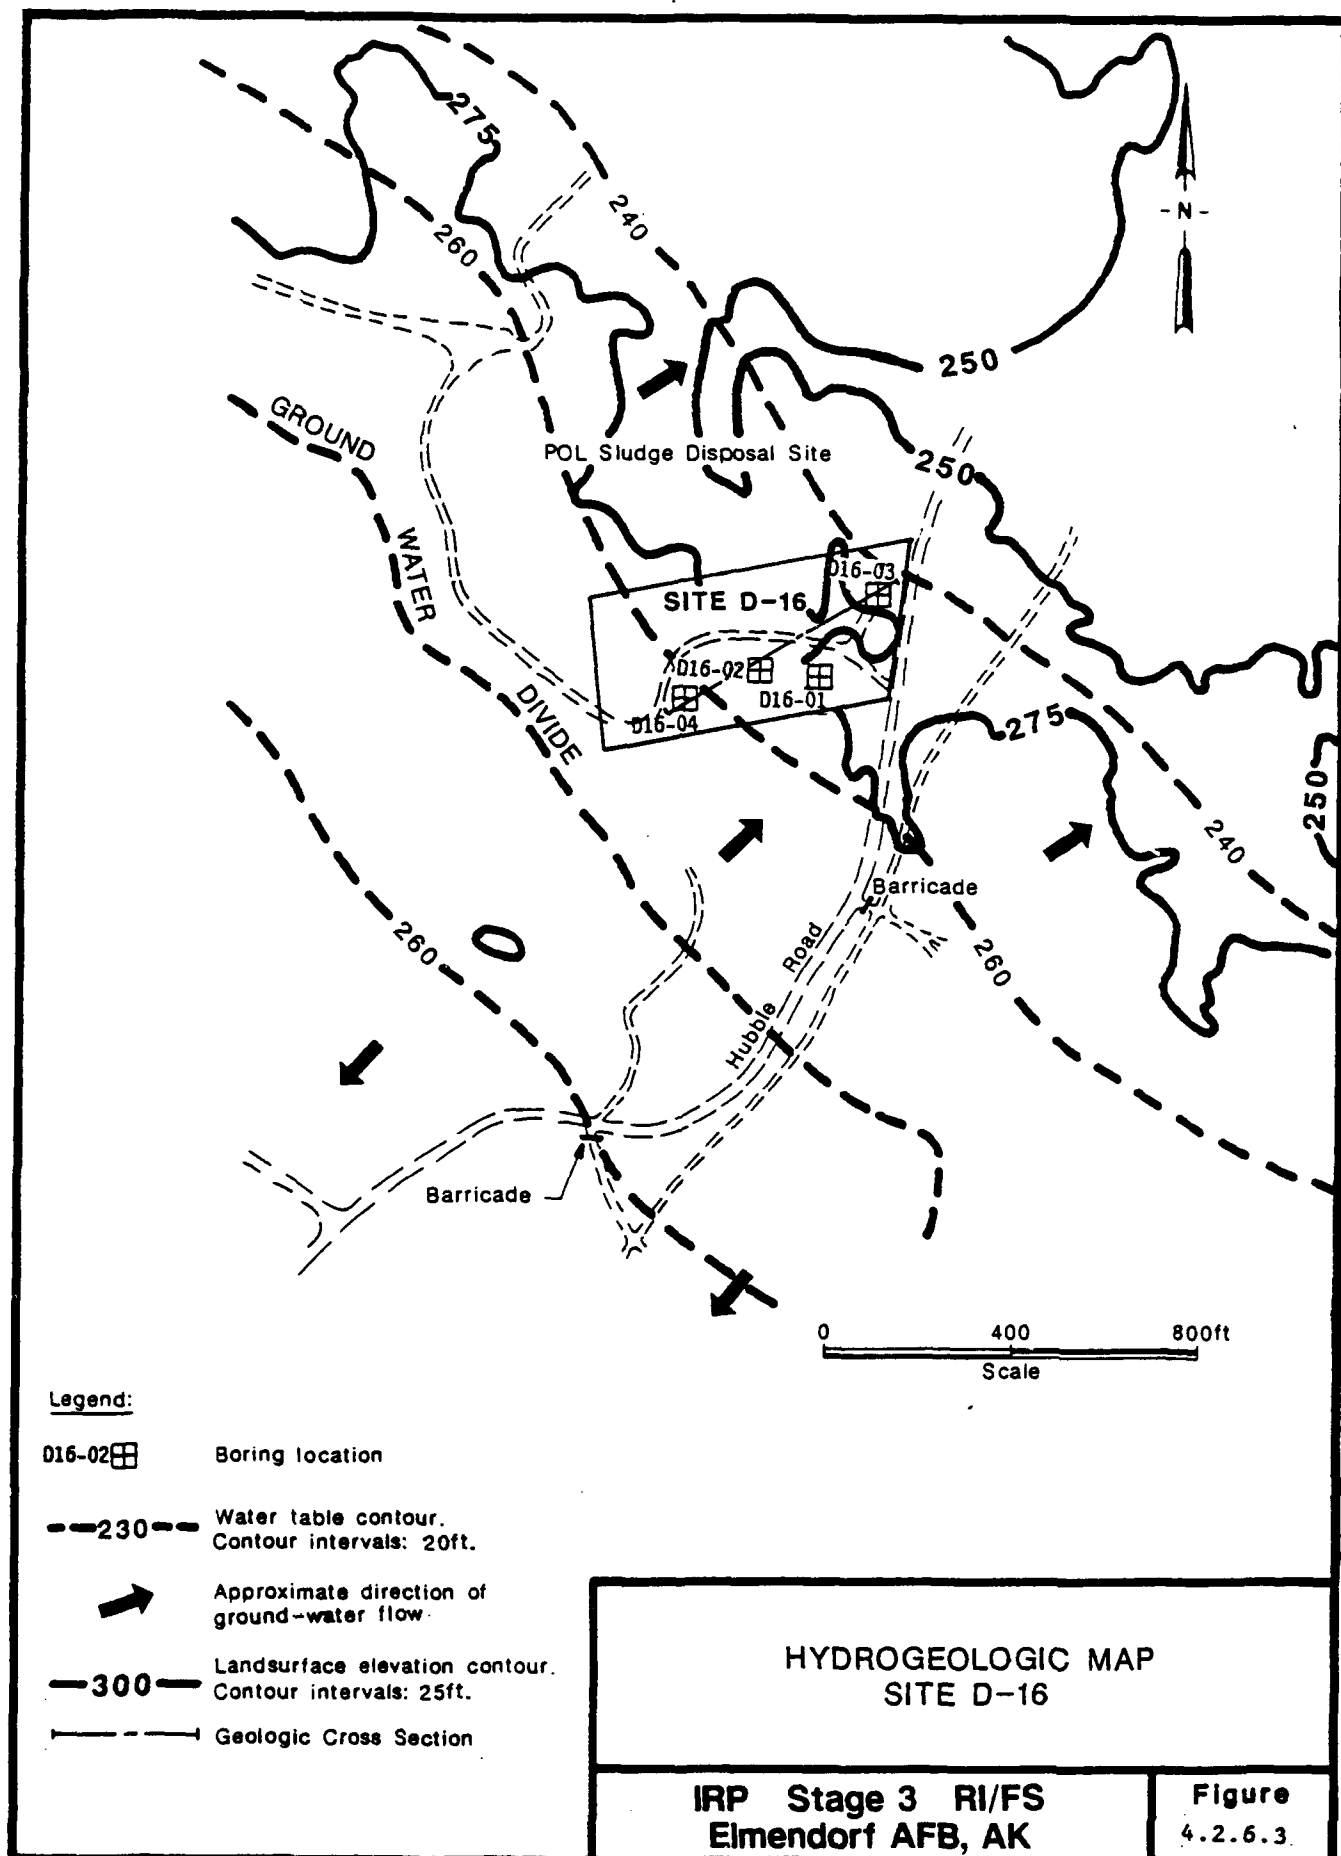 275
260
240
- N -
250
GROUND
WATER
DIVIDE
POL Sludge Disposal Site
250
D16-03
SITE D-16
D16-02
D16-01
D16-04
275
250
240
Barricade
260
260
Hubble Road
Barricade
0 400 800ft
Scale
Legend:
D16-02 Boring location
230 Water table contour.
Contour intervals: 20ft.
Approximate direction of
ground-water flow
300 Landsurface elevation contour.
Contour intervals: 25ft.
Geologic Cross Section
HYDROGEOLOGIC MAP
SITE D-16
IRP Stage 3 RI/FS
Elmendorf AFB, AK
Figure
4.2.6.3